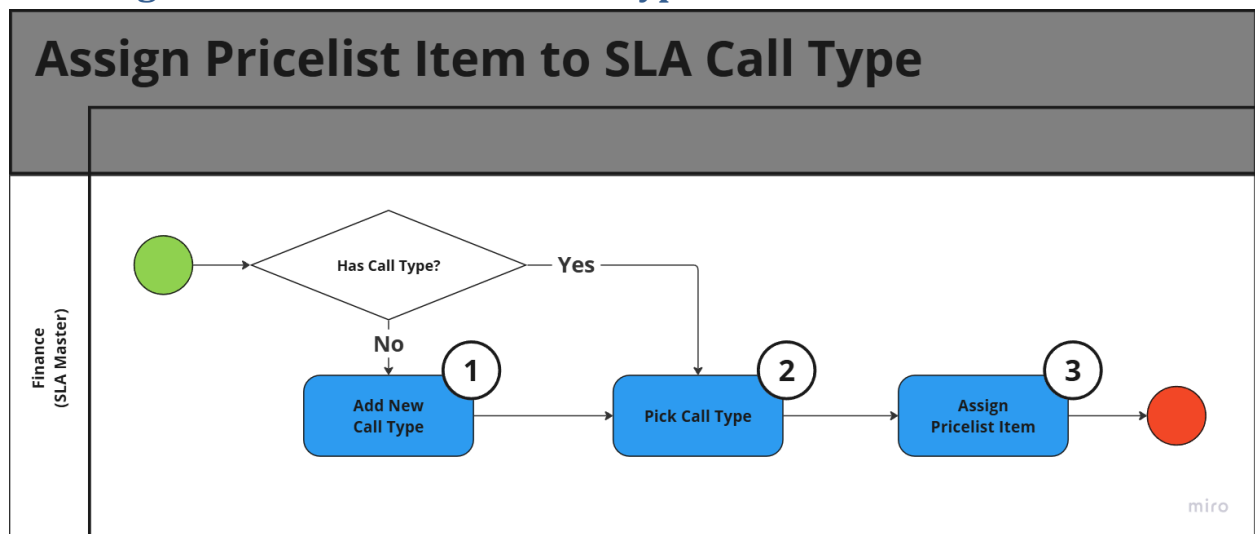 Assign Pricelist Item to SLA Call Type
Finance
(SLA Master)
Has Call Type?
Yes
No
1
Add New
Call Type
2
Pick Call Type
3
Assign
Pricelist Item
miro